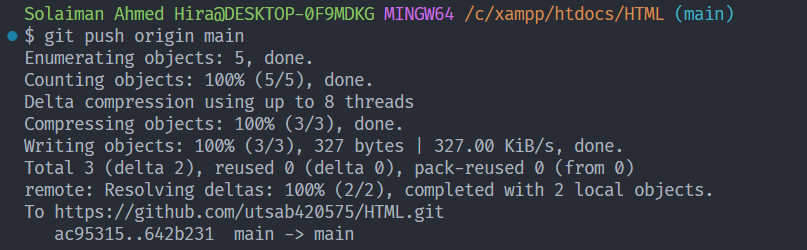 Solaiman Ahmed Hira@DESKTOP-0F9MDKG MINGW64 /c/xampp/htdocs/HTML (main)
$ git push origin main
Enumerating objects: 5, done.
Counting objects: 100% (5/5), done.
Delta compression using up to 8 threads
Compressing objects: 100% (3/3), done.
Writing objects: 100% (3/3), 327 bytes | 327.00 KiB/s, done.
Total 3 (delta 2), reused 0 (delta 0), pack-reused 0 (from 0)
remote: Resolving deltas: 100% (2/2), completed with 2 local objects.
To https://github.com/utsab420575/HTML.git
   ac95315..642b231  main -> main